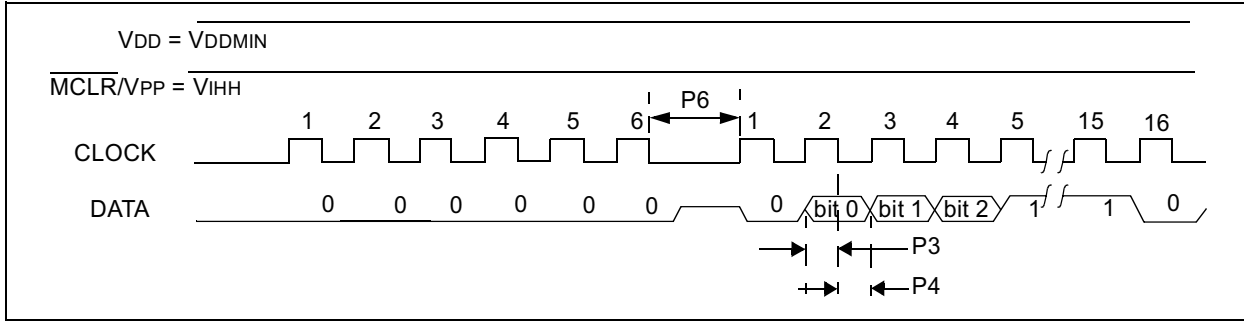 VDD = VDDMIN
MCLR/VPP = VIHH
P6
1 2 3 4 5 6 1 2 3 4 5 15 16
CLOCK
DATA 0 0 0 0 0 0 0 bit 0 bit 1 bit 2 1 1 0
P3
P4